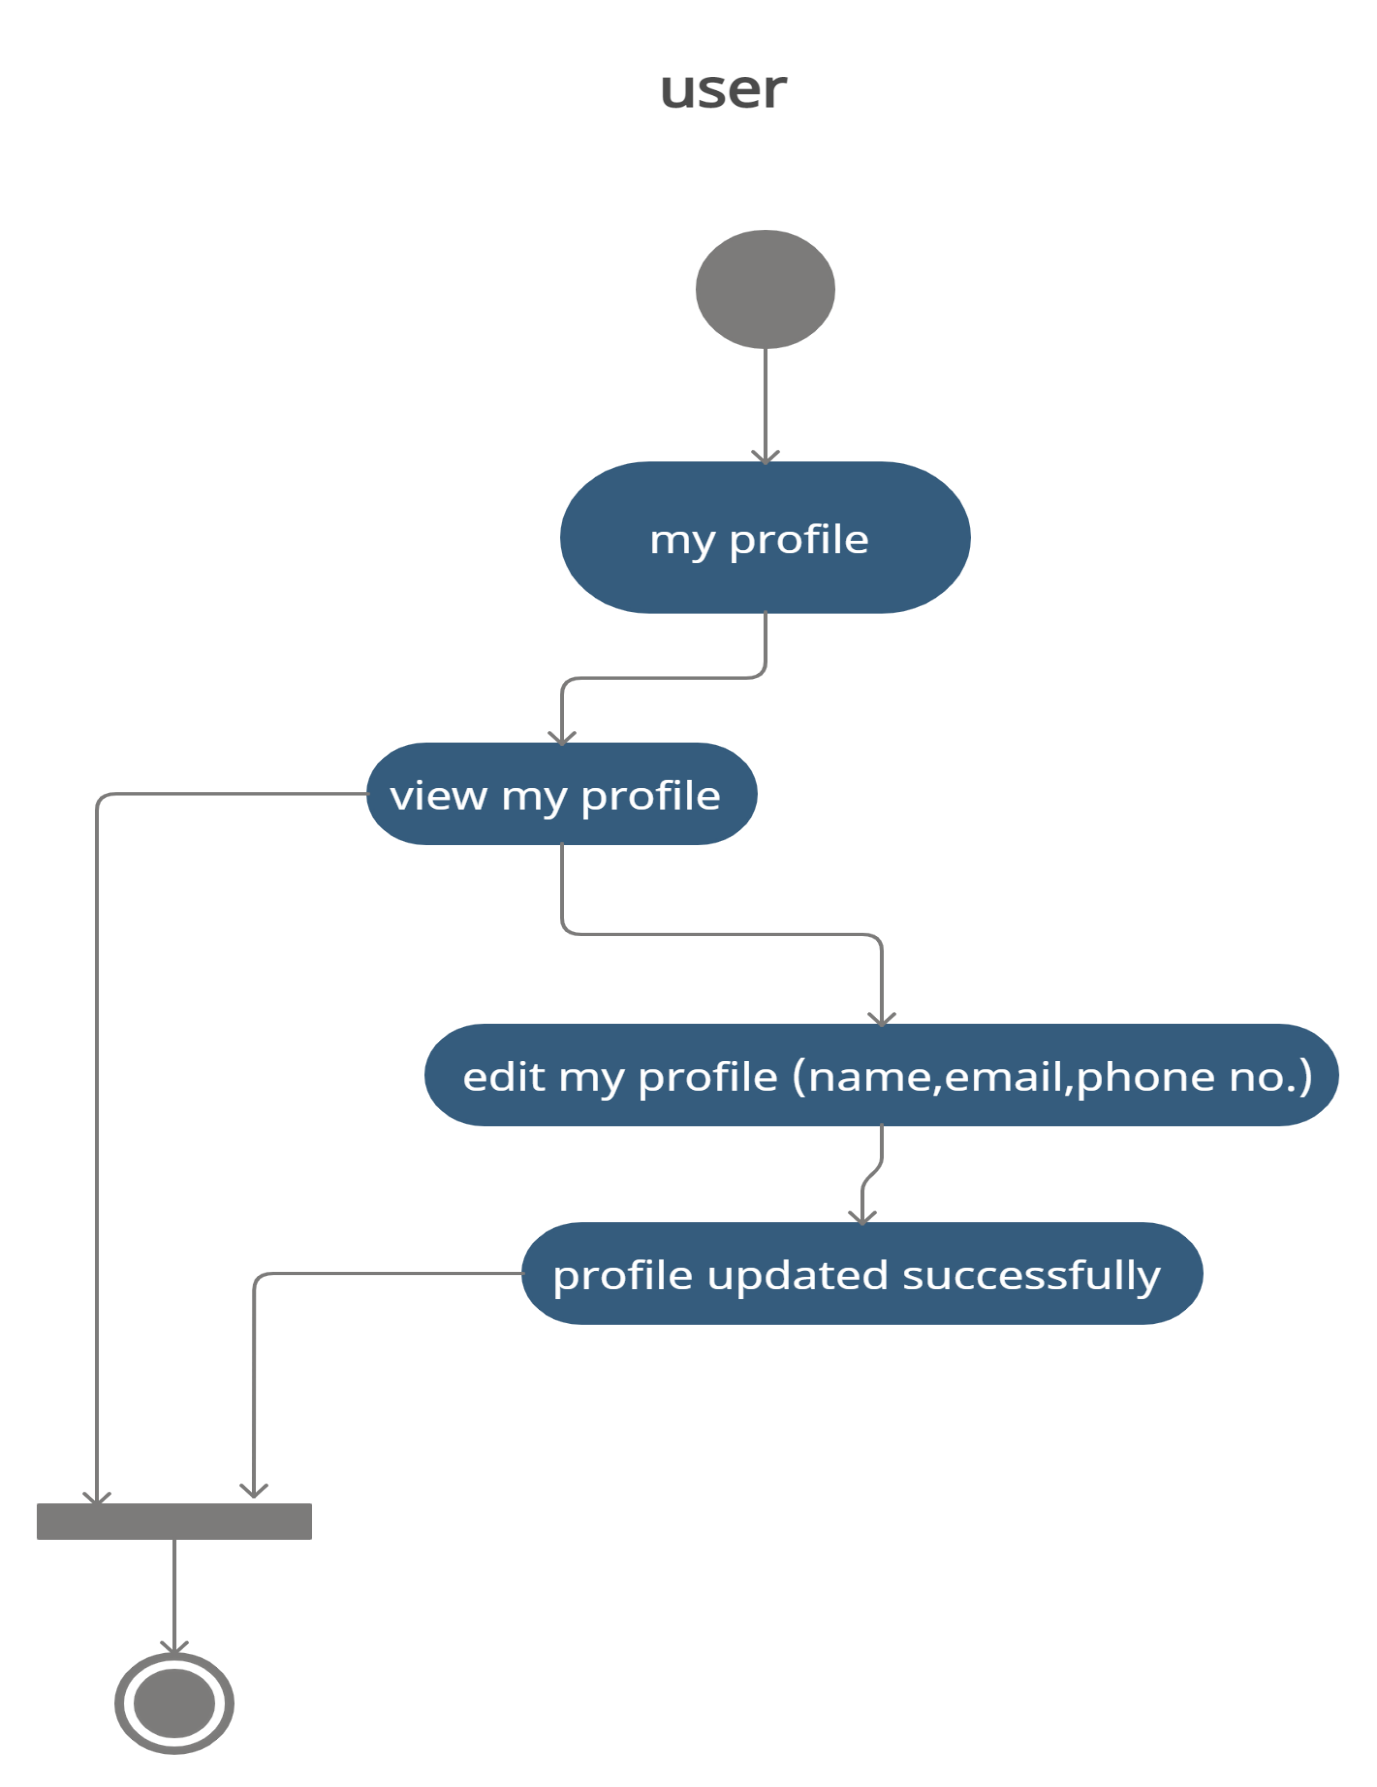 user
my profile
view my profile
edit my profile (name,email,phone no.)
profile updated successfully